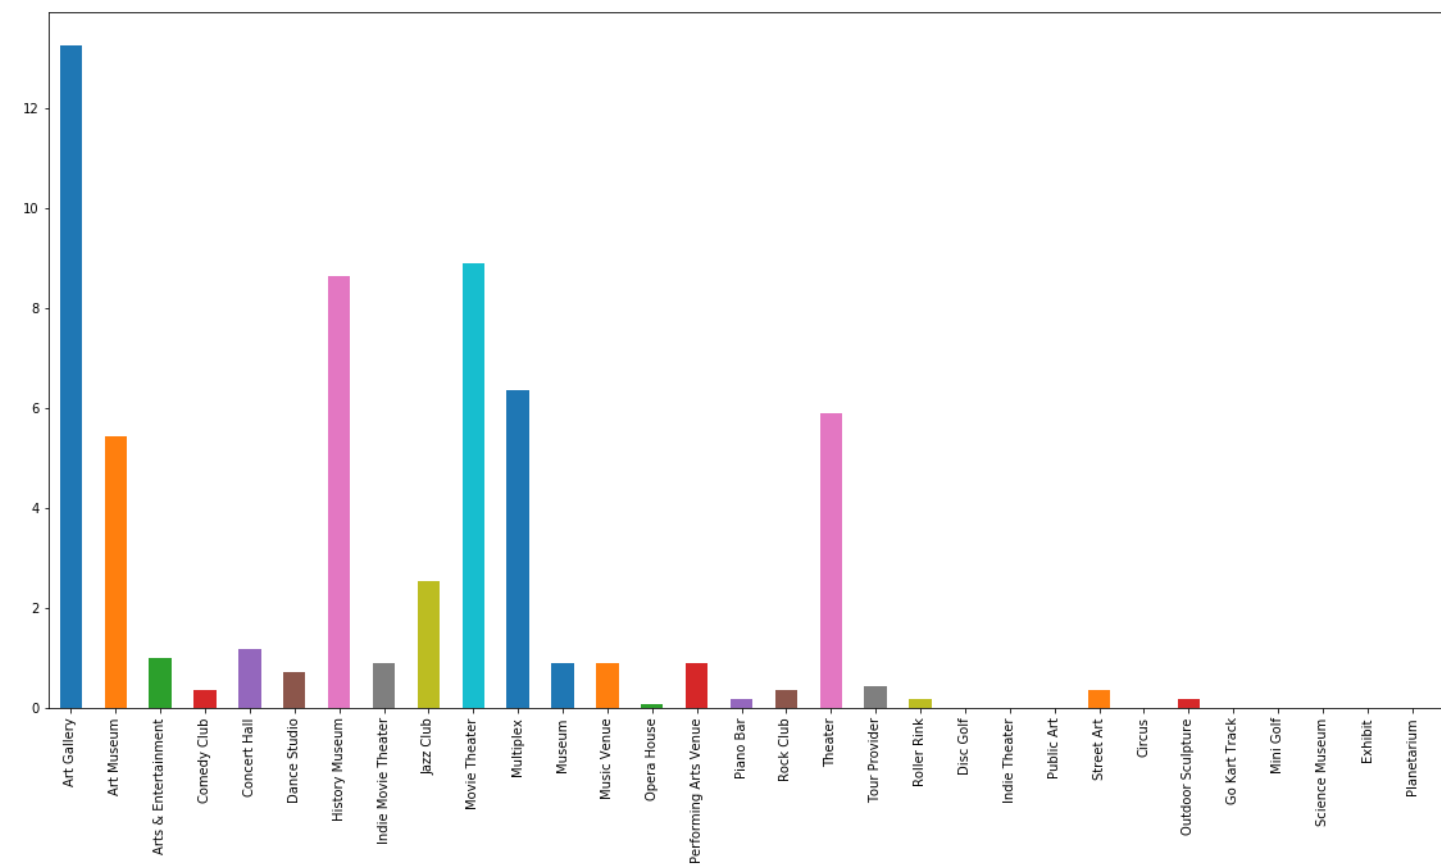 12
10
8
6
4
2
0
Art Gallery
Art Museum
Arts & Entertainment
Comedy Club
Concert Hall
Dance Studio
History Museum
Indie Movie Theater
Jazz Club
Movie Theater
Multiplex
Museum
Music Venue
Opera House
Performing Arts Venue
Piano Bar
Rock Club
Theater
Tour Provider
Roller Rink
Disc Golf
Indie Theater
Public Art
Street Art
Circus
Outdoor Sculpture
Go Kart Track
Mini Golf
Science Museum
Exhibit
Planetarium